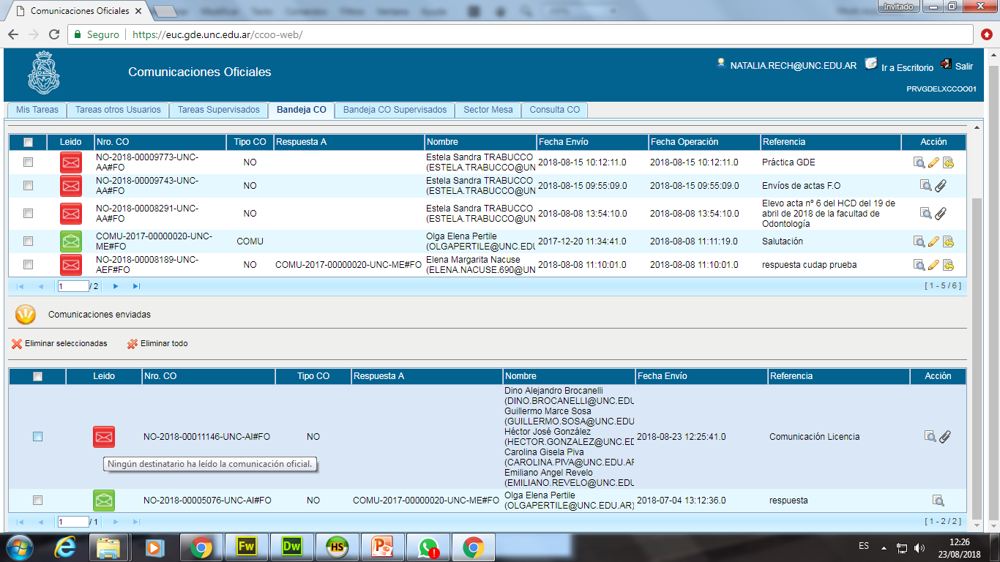 Comunicaciones Oficiales
Invitado
Seguro
https://euc.gde.unc.edu.ar/ccoo-web/
Comunicaciones Oficiales
NATALIA.RECH@UNC.EDU.AR
Ir a Escritorio
Salir
PRVGDELXCCOO01
Mis Tareas
Tareas otros Usuarios
Tareas Supervisados
Bandeja CO
Bandeja CO Supervisados
Sector Mesa
Consulta CO
Leido Nro. CO Tipo CO Respuesta A Nombre Fecha Envío Fecha Operación Referencia Acción
NO-2018-00009773-UNC-
AA#FO
NO
Estela Sandra TRABUCCO
(ESTELA.TRABUCCO@UN
2018-08-15 10:12:11.0
2018-08-15 10:12:11.0
Práctica GDE
NO-2018-00009743-UNC-
AA#FO
NO
Estela Sandra TRABUCCO
(ESTELA.TRABUCCO@UN
2018-08-15 09:55:09.0
2018-08-15 09:55:09.0
Envíos de actas F.O
NO-2018-00008291-UNC-
AA#FO
NO
Estela Sandra TRABUCCO
(ESTELA.TRABUCCO@UN
2018-08-08 13:54:10.0
2018-08-08 13:54:10.0
Elevo acta nº 6 del HCD del 19 de
abril de 2018 de la facultad de
Odontología
COMU-2017-00000020-UNC-
ME#FO
COMU
Olga Elena Pertile
(OLGAPERTILE@UNC.EDU
2017-12-20 11:34:41.0
2018-08-08 11:11:19.0
Salutación
NO-2018-00008189-UNC-
AEF#FO
NO
COMU-2017-00000020-UNC-ME#FO
Elena Margarita Nacuse
(ELENA.NACUSE.690@UN
2018-08-08 11:10:01.0
2018-08-08 11:10:01.0
respuesta cudap prueba
1 / 2
[ 1 - 5 / 6 ]
Comunicaciones enviadas
Eliminar seleccionadas
Eliminar todo
Leido Nro. CO Tipo CO Respuesta A Nombre Fecha Envío Referencia Acción
NO-2018-00011146-UNC-AI#FO
NO
Dino Alejandro Brocanelli
(DINO.BROCANELLI@UNC.EDU
Guillermo Marce Sosa
(GUILLERMO.SOSA@UNC.EDU
Héctor José González
(HECTOR.GONZALEZ@UNC.ED
Carolina Gisela Piva
(CAROLINA.PIVA@UNC.EDU.AR
Emiliano Angel Revelo
(EMILIANO.REVELO@UNC.EDU
2018-08-23 12:25:41.0
Comunicación Licencia
Ningún destinatario ha leído la comunicación oficial.
NO-2018-00005076-UNC-AI#FO
NO
COMU-2017-00000020-UNC-ME#FO
Olga Elena Pertile
(OLGAPERTILE@UNC.EDU.AR)
2018-07-04 13:12:36.0
respuesta
1 / 1
[ 1 - 2 / 2 ]
Fw
Dw
HS
ES
12:26
23/08/2018